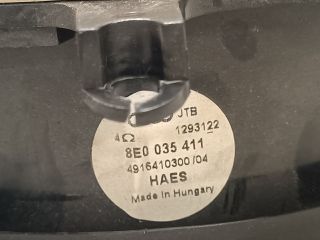 JTB
4Ω 1293122
8E0 035 411
4916410300 /04
HAES
Made in Hungary